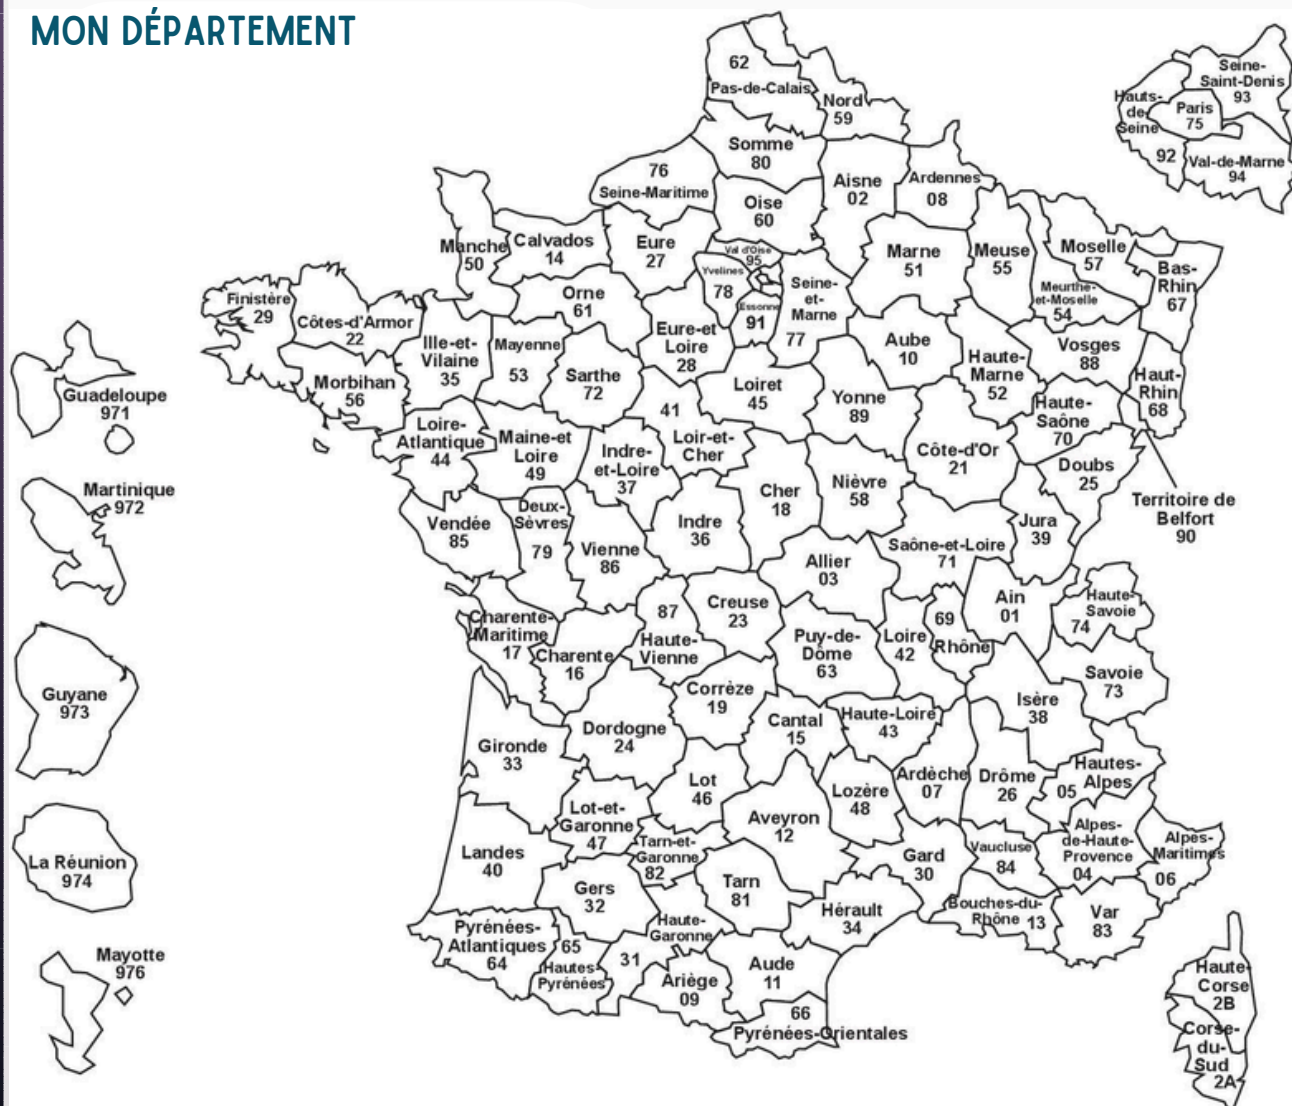 MON DÉPARTEMENT
62
Pas-de-Calais
Nord
59
Somme
80
76
Seine-Maritime
Oise
60
Aisne
02
Ardennes
08
Seine-
Saint-Denis
93
Hauts-
de-
Seine
92
Paris
75
Val-de-Marne
94
Manche
50
Calvados
14
Eure
27
Val d'Oise
95
Yvelines
78
Essonne
91
Seine-
et-
Marne
77
Marne
51
Meuse
55
Moselle
57
Meurthe-
et-Moselle
54
Bas-
Rhin
67
Finistère
29
Côtes-d'Armor
22
Orne
61
Ille-et-
Vilaine
35
Mayenne
53
Sarthe
72
Eure-et
Loire
28
Aube
10
Haute-
Marne
52
Vosges
88
Haut-
Rhin
68
Guadeloupe
971
Morbihan
56
Loiret
45
Yonne
89
Haute-
Saône
70
Loire-
Atlantique
44
Maine-et
Loire
49
Indre-
et-Loire
37
41
Loir-et-
Cher
Côte-d'Or
21
Doubs
25
Territoire de
Belfort
90
Martinique
972
Vendée
85
Deux-
Sèvres
79
Vienne
86
Indre
36
Cher
18
Nièvre
58
Saône-et-Loire
71
Jura
39
Allier
03
Charente-
Maritime
17
Charente
16
87
Haute-
Vienne
Creuse
23
Puy-de-
Dôme
63
Loire
42
69
Rhône
Ain
01
Haute-
Savoie
74
Savoie
73
Guyane
973
Gironde
33
Dordogne
24
Corrèze
19
Cantal
15
Haute-Loire
43
Isère
38
Lot
46
Lozère
48
Ardèche
07
Drôme
26
Hautes-
Alpes
05
La Réunion
974
Landes
40
Lot-et-
Garonne
47
Tarn-et-
Garonne
82
Aveyron
12
Gard
30
Vaucluse
84
Alpes-
de-Haute-
Provence
04
Alpes-
Maritimes
06
Gers
32
Tarn
81
Hérault
34
Bouches-du-
Rhône 13
Var
83
Mayotte
976
Pyrénées-
Atlantiques
64
65
Hautes
Pyrénées
Haute-
Garonne
31
Ariège
09
Aude
11
66
Pyrénées-Orientales
Haute-
Corse
2B
Corse-
du-
Sud
2A